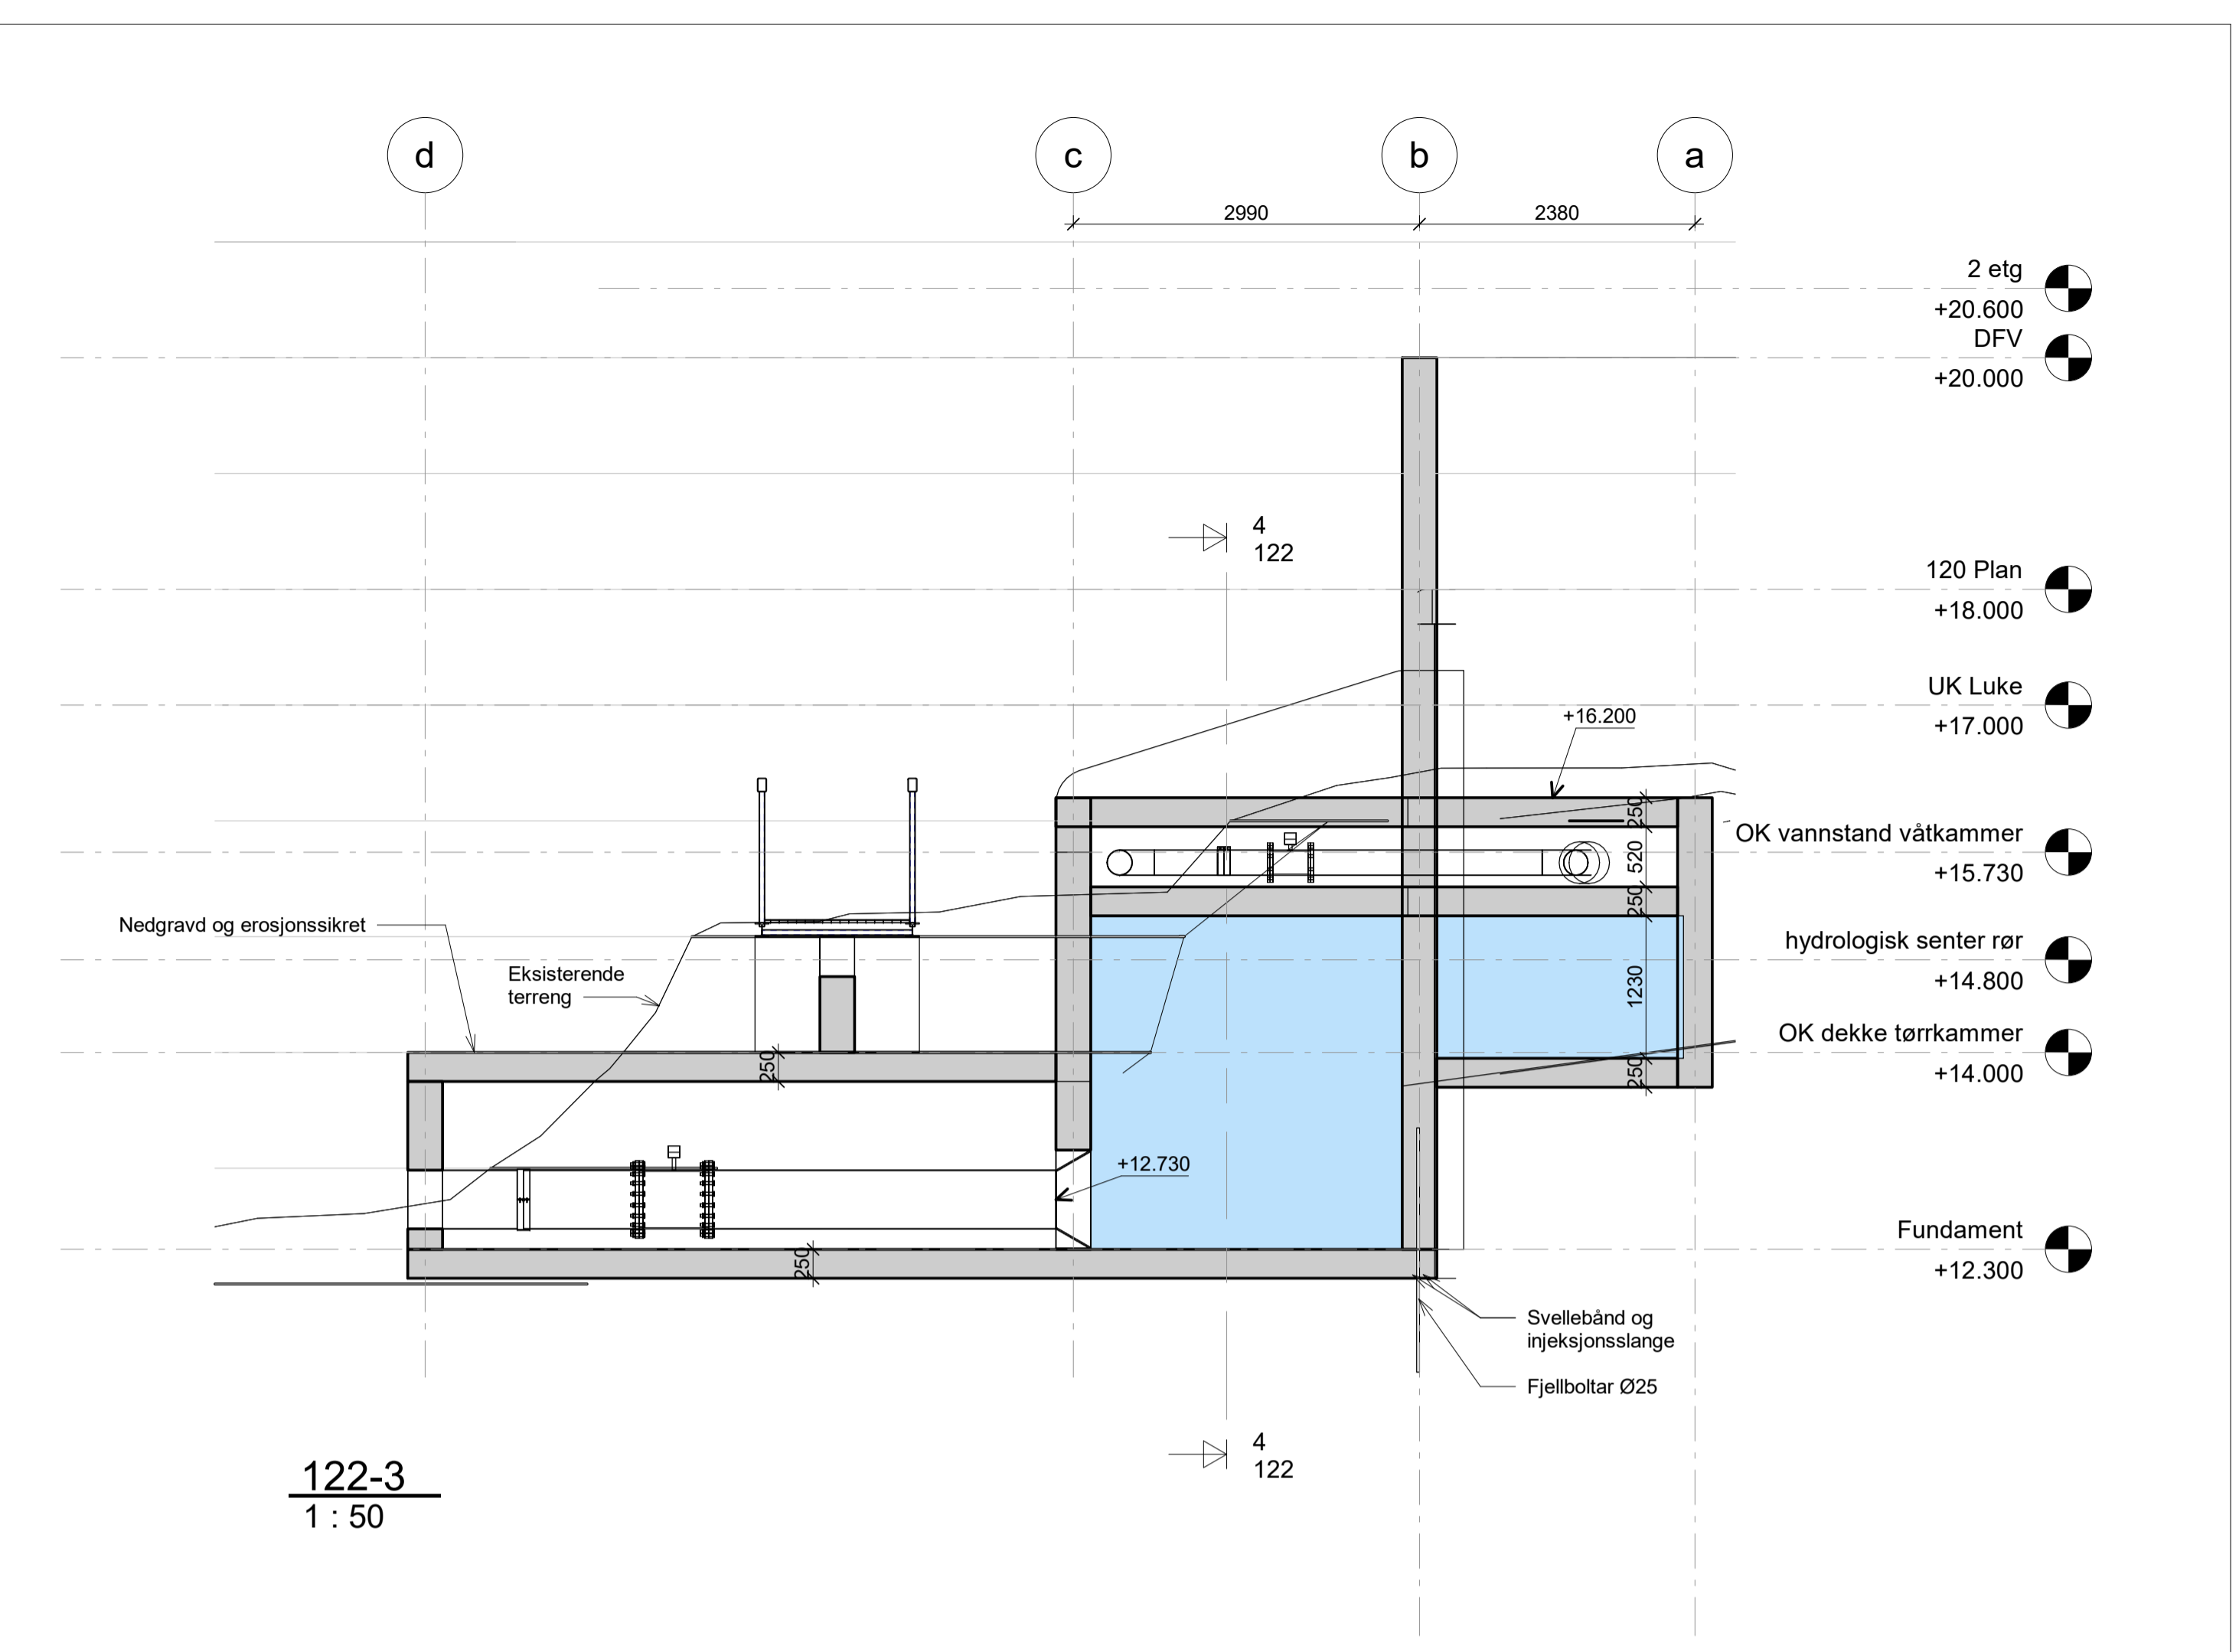 d
c
b
a
2990
2380
2 etg
+20.600
DFV
+20.000
4
122
120 Plan
+18.000
UK Luke
+17.000
+16.200
250
OK vannstand våtkammer
520
+15.730
250
Nedgravd og erosjonssikret
hydrologisk senter rør
Eksisterende
terreng
+14.800
1230
OK dekke tørrkammer
250
250
+14.000
+12.730
Fundament
250
+12.300
Svellebånd og
injeksjonsslange
Fjellboltar Ø25
4
122
122-3
1 : 50